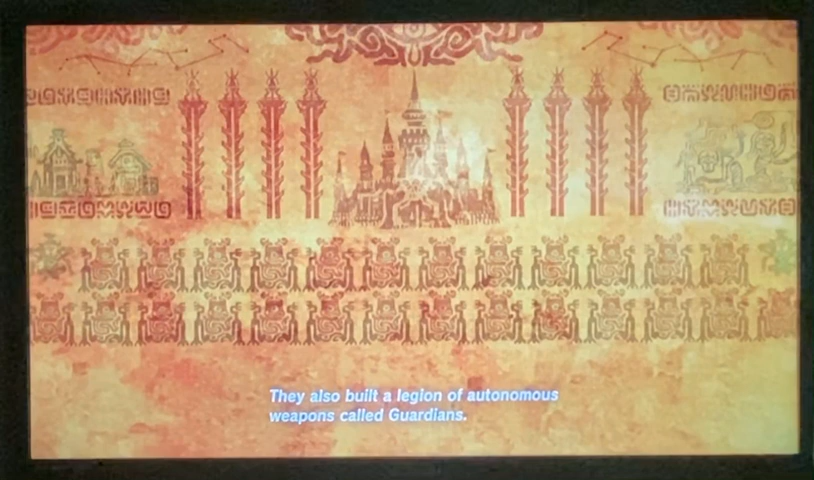 They also built a legion of autonomous
weapons called Guardians.